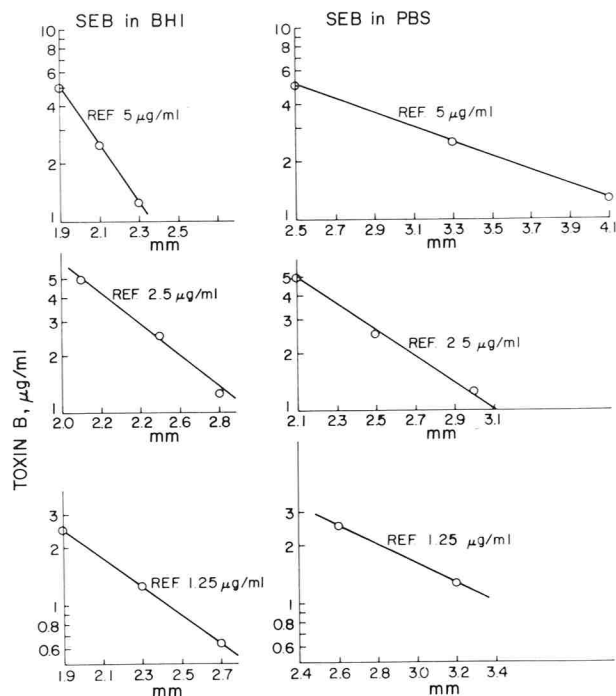 SEB in BHI
10
8
6
4
2
1
REF. 5 µg/ml
1.9 2.1 2.3 2.5
mm
SEB in PBS
10
8
6
4
2
1
REF. 5 µg/ml
2.5 2.7 2.9 3.1 3.3 3.5 3.7 3.9 4.1
mm
TOXIN B, µg/ml
5
4
3
2
1
REF. 2.5 µg/ml
2.0 2.2 2.2 2.6 2.8
mm
5
4
3
2
1
REF. 2.5 µg/ml
2.1 2.3 2.5 2.7 2.9 3.1
mm
3
2
1
0.8
0.6
REF. 1.25 µg/ml
1.9 2.1 2.3 2.5 2.7
mm
3
2
1
0.8
0.6
REF. 1.25 µg/ml
2.4 2.6 2.8 3.0 3.2 3.4
mm